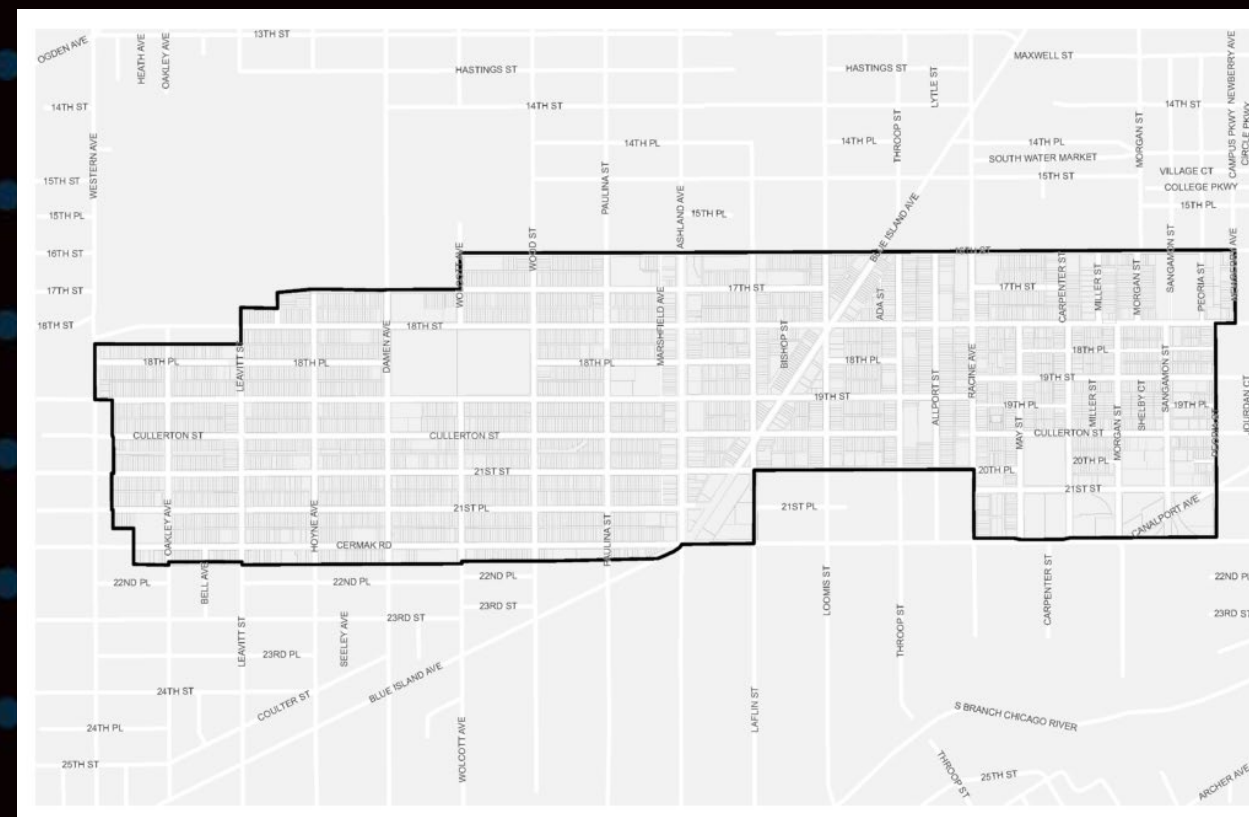 OGDEN AVE
HEATH AVE
OAKLEY AVE
13TH ST
MAXWELL ST
CAMPUS PKWY
NEWBERRY AVE
HASTINGS ST
HASTINGS ST
LYTLE ST
14TH ST
14TH ST
14TH ST
CIRCLE PKWY
WESTERN AVE
14TH PL
14TH PL
THROOP ST
14TH PL
MORGAN ST
SOUTH WATER MARKET
VILLAGE CT
15TH ST
PAULINA ST
15TH ST
COLLEGE PKWY
15TH PL
ASHLAND AVE
15TH PL
15TH PL
BLUE ISLAND AVE
16TH ST
WOOD ST
16TH ST
SANGAMON ST
WOLCOTT AVE
CARPENTER ST
MILLER ST
MORGAN ST
PEORIA ST
NEWBERRY AVE
17TH ST
17TH ST
17TH ST
ADA ST
18TH ST
18TH ST
DAMEN AVE
MARSHFIELD AVE
BISHOP ST
18TH PL
LEAVITT ST
18TH PL
18TH PL
18TH PL
RACINE AVE
18TH PL
SANGAMON ST
19TH ST
19TH ST
ALLPORT ST
19TH PL
MILLER ST
SHELBY CT
19TH PL
JOURDAN CT
CULLERTON ST
CULLERTON ST
MAY ST
CULLERTON ST
MORGAN ST
PEORIA ST
21ST ST
20TH PL
20TH PL
21ST ST
OAKLEY AVE
HOYNE AVE
21ST PL
21ST PL
CANALPORT AVE
CERMAK RD
PAULINA ST
22ND PL
BELL AVE
22ND PL
22ND PL
LOOMIS ST
CARPENTER ST
22ND PL
LEAVITT ST
SEELEY AVE
23RD ST
23RD ST
THROOP ST
23RD ST
23RD PL
24TH ST
COULTER ST
BLUE ISLAND AVE
LAFLIN ST
S BRANCH CHICAGO RIVER
24TH PL
WOLCOTT AVE
25TH ST
THROOP ST
25TH ST
ARCHER AVE